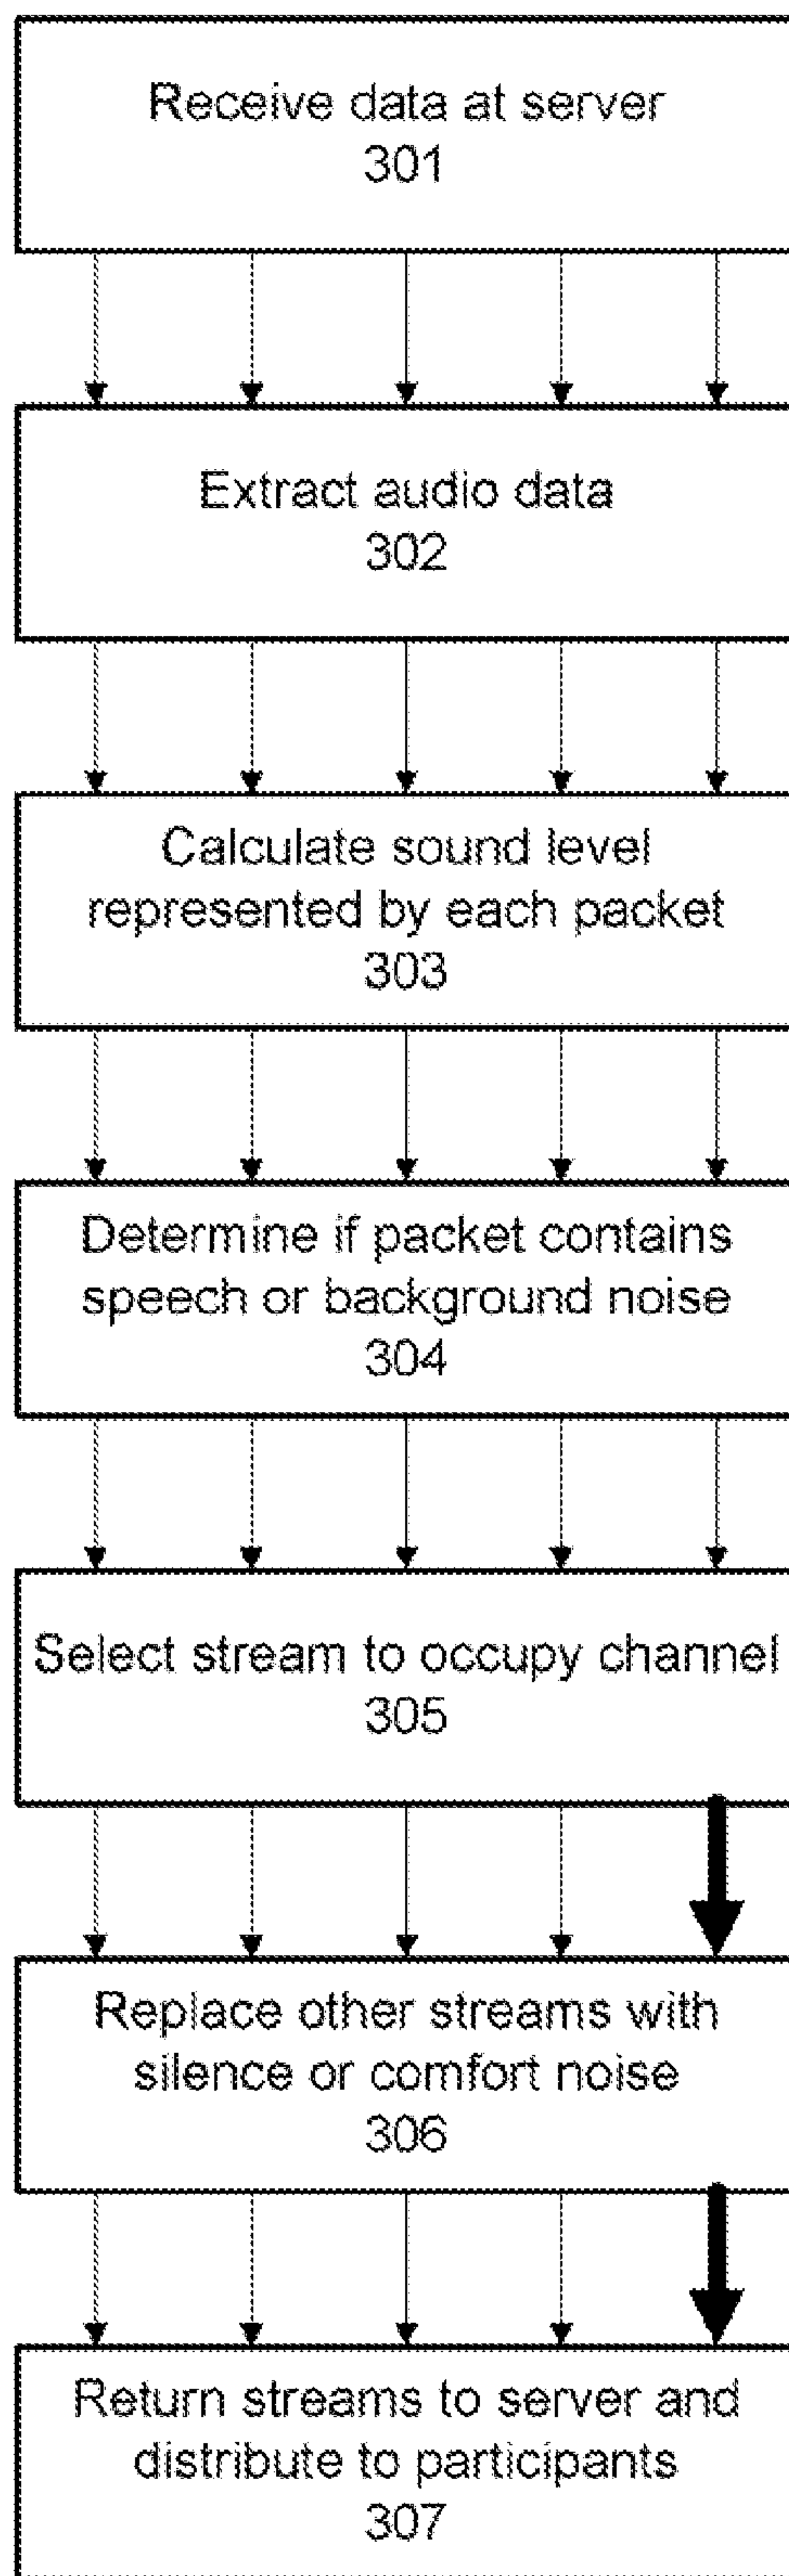 Receive data at server
301
Extract audio data
302
Calculate sound level
represented by each packet
303
Determine if packet contains
speech or background noise
304
Select stream to occupy channel
305
Replace other streams with
silence or comfort noise
306
Return streams to server and
distribute to participants
307